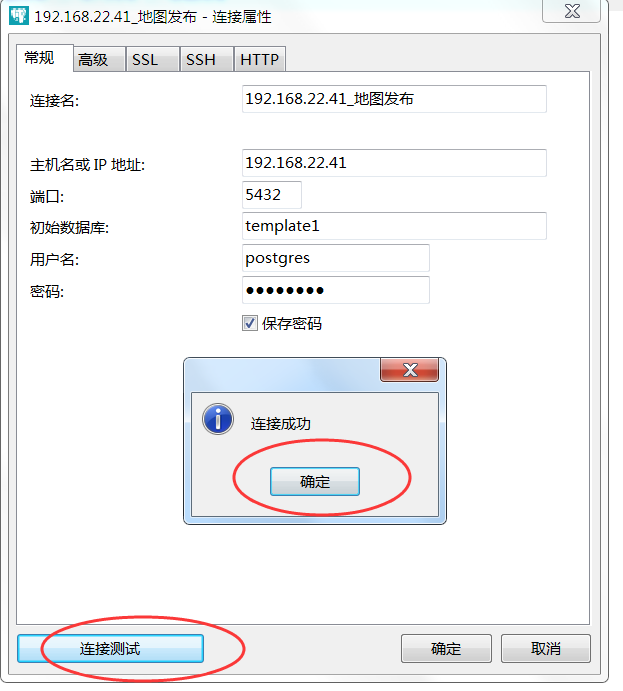 192.168.22.41_地图发布 - 连接属性
常规 高级 SSL SSH HTTP
连接名: 192.168.22.41_地图发布
主机名或 IP 地址: 192.168.22.41
端口: 5432
初始数据库: template1
用户名: postgres
密码: ●●●●●●●●
保存密码
连接成功
确定
连接测试 确定 取消